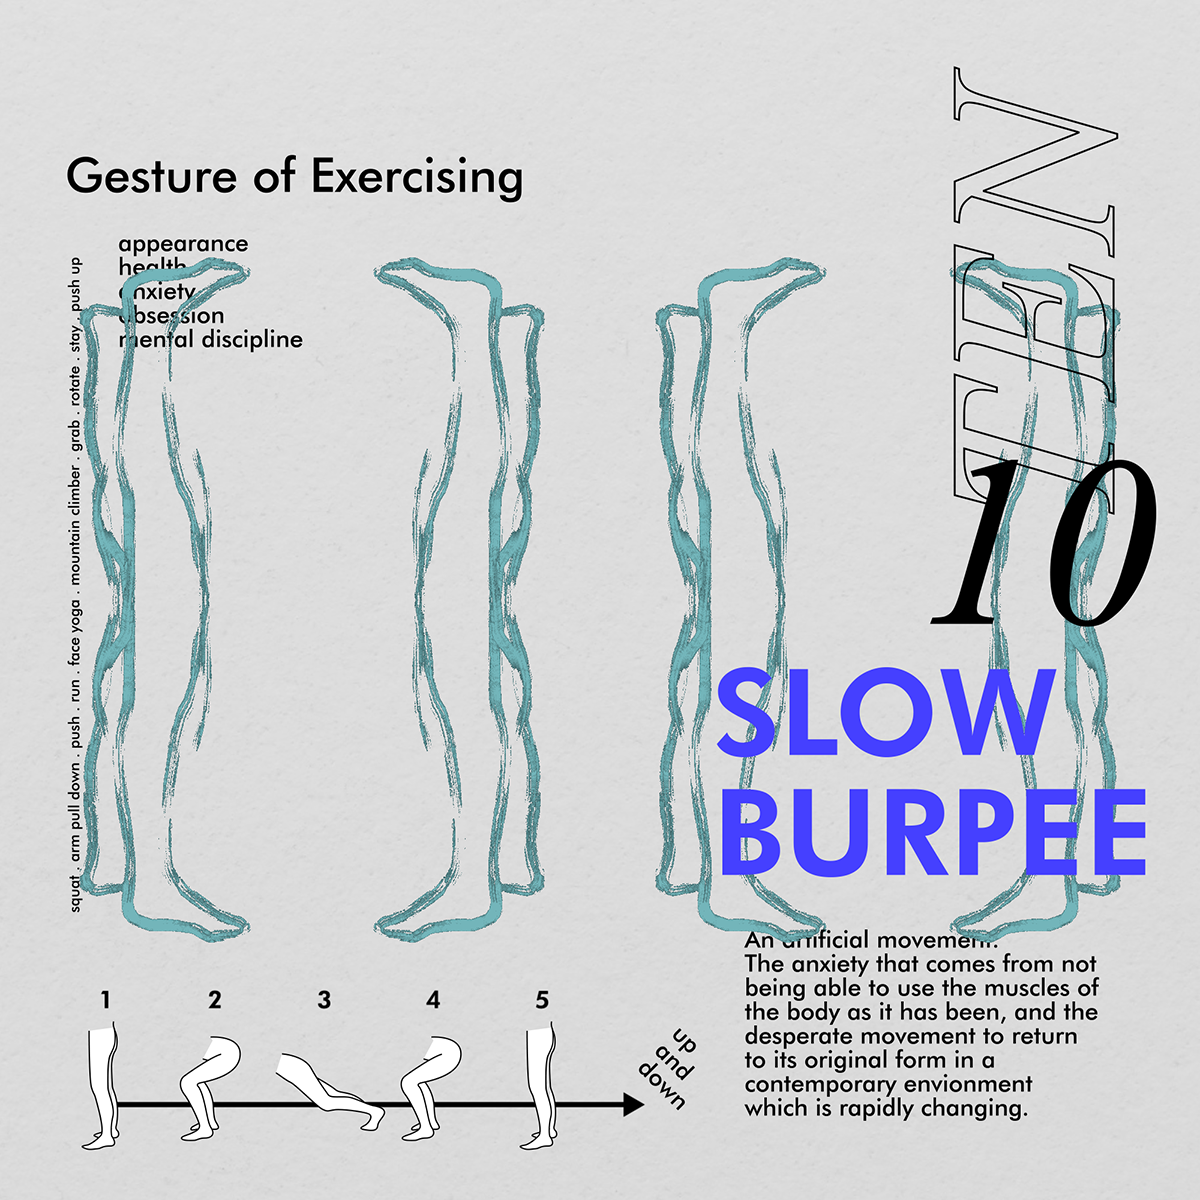 Gesture of Exercising
appearance
health
anxiety
obsession
mental discipline
squat . arm pull down . push . run . face yoga . mountain climber . grab . rotate . stay . push up
TEN
10
SLOW
BURPEE
An artificial movement.
The anxiety that comes from not
being able to use the muscles of
the body as it has been, and the
desperate movement to return
to its original form in a
contemporary envionment
which is rapidly changing.
1 2 3 4 5
up
and
down